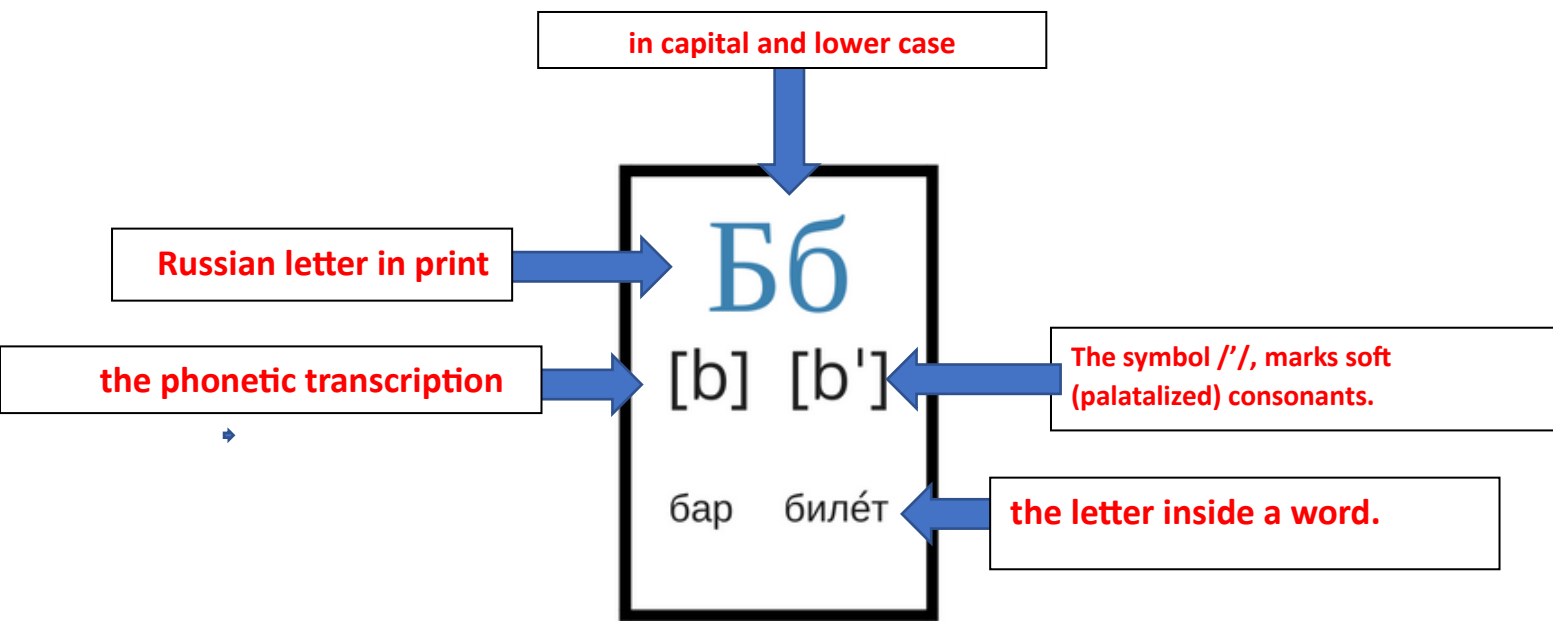 in capital and lower case
Russian letter in print
Бб
the phonetic transcription
[b] [b']
The symbol /’/, marks soft
(palatalized) consonants.
бар биле́т
the letter inside a word.